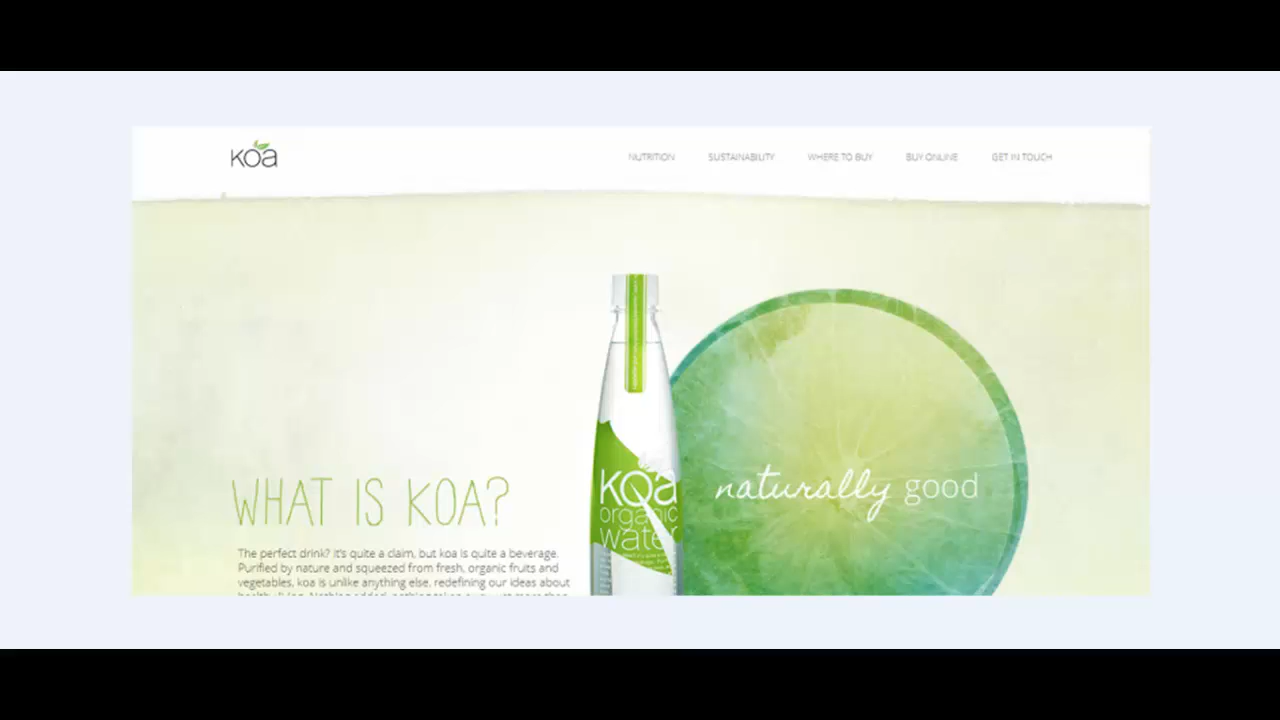 koa
NUTRITION
SUSTAINABILITY
WHERE TO BUY
BUY ONLINE
GET IN TOUCH
koa
organic
water
naturally good
WHAT IS KOA?
The perfect drink? It's quite a claim, but koa is quite a beverage.
Purified by nature and squeezed from fresh, organic fruits and
vegetables, koa is unlike anything else, redefining our ideas about